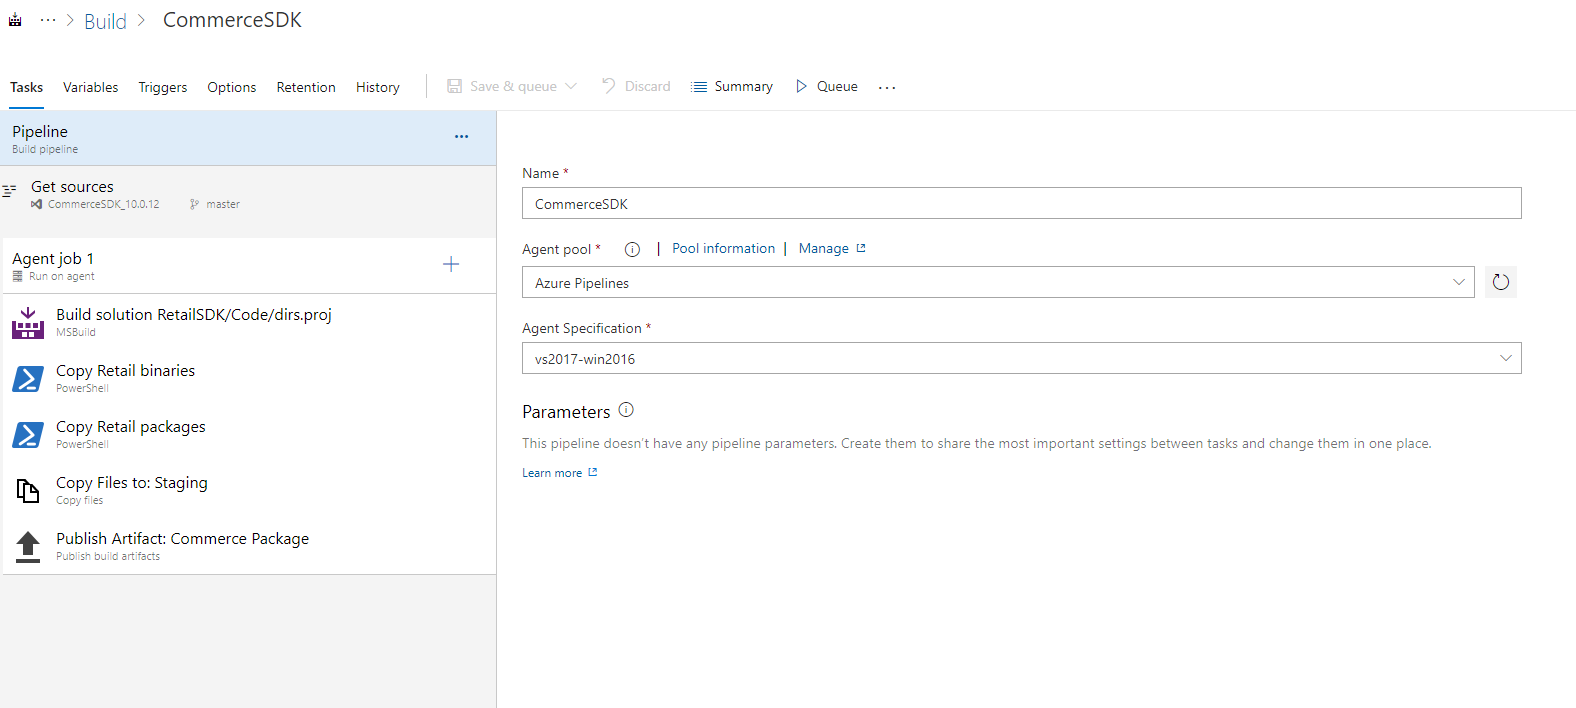 ··· > Build > CommerceSDK
Tasks Variables Triggers Options Retention History Save & queue Discard Summary Queue ...
Pipeline ...
Build pipeline
Get sources
CommerceSDK_10.0.12 master
Agent job 1
Run on agent
Build solution RetailSDK/Code/dirs.proj
MSBuild
Copy Retail binaries
PowerShell
Copy Retail packages
PowerShell
Copy Files to: Staging
Copy files
Publish Artifact: Commerce Package
Publish build artifacts
Name *
CommerceSDK
Agent pool * | Pool information | Manage
Azure Pipelines
Agent Specification *
vs2017-win2016
Parameters
This pipeline doesn't have any pipeline parameters. Create them to share the most important settings between tasks and change them in one place.
Learn more